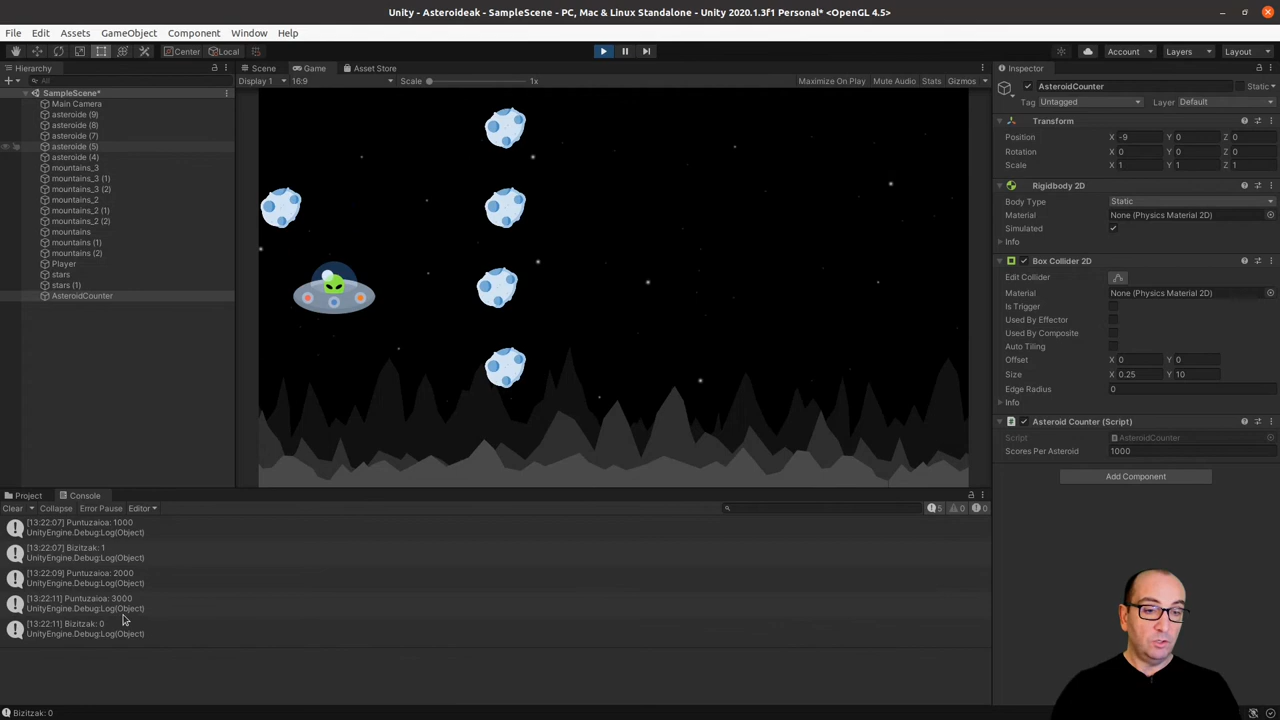 Unity - Asteroideak - SampleScene - PC, Mac & Linux Standalone - Unity 2020.1.3f1 Personal* <OpenGL 4.5>
File Edit Assets GameObject Component Window Help
Center Local Account Layers Layout
Hierarchy
All
SampleScene*
Main Camera
asteroide (9)
asteroide (8)
asteroide (7)
asteroide (5)
asteroide (4)
mountains_3
mountains_3 (1)
mountains_3 (2)
mountains_2
mountains_2 (1)
mountains_2 (2)
mountains
mountains (1)
mountains (2)
Player
stars
stars (1)
AsteroidCounter
Scene Game Asset Store
Display 1 16:9 Scale 1x Maximize On Play Mute Audio Stats Gizmos
Inspector
AsteroidCounter Static
Tag Untagged Layer Default
Transform
Position X -9 Y 0 Z 0
Rotation X 0 Y 0 Z 0
Scale X 1 Y 1 Z 1
Rigidbody 2D
Body Type Static
Material None (Physics Material 2D)
Simulated
Info
Box Collider 2D
Edit Collider
Material None (Physics Material 2D)
Is Trigger
Used By Effector
Used By Composite
Auto Tiling
Offset X 0 Y 0
Size X 0.25 Y 10
Edge Radius 0
Info
Asteroid Counter (Script)
Script AsteroidCounter
Scores Per Asteroid 1000
Add Component
Project Console
Clear Collapse Error Pause Editor 5 0 0
[13:22:07] Puntuzaioa: 1000
UnityEngine.Debug:Log(Object)
[13:22:07] Bizitzak: 1
UnityEngine.Debug:Log(Object)
[13:22:09] Puntuzaioa: 2000
UnityEngine.Debug:Log(Object)
[13:22:11] Puntuzaioa: 3000
UnityEngine.Debug:Log(Object)
[13:22:11] Bizitzak: 0
UnityEngine.Debug:Log(Object)
Bizitzak: 0